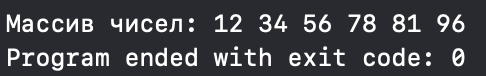 Массив чисел: 12 34 56 78 81 96
Program ended with exit code: 0